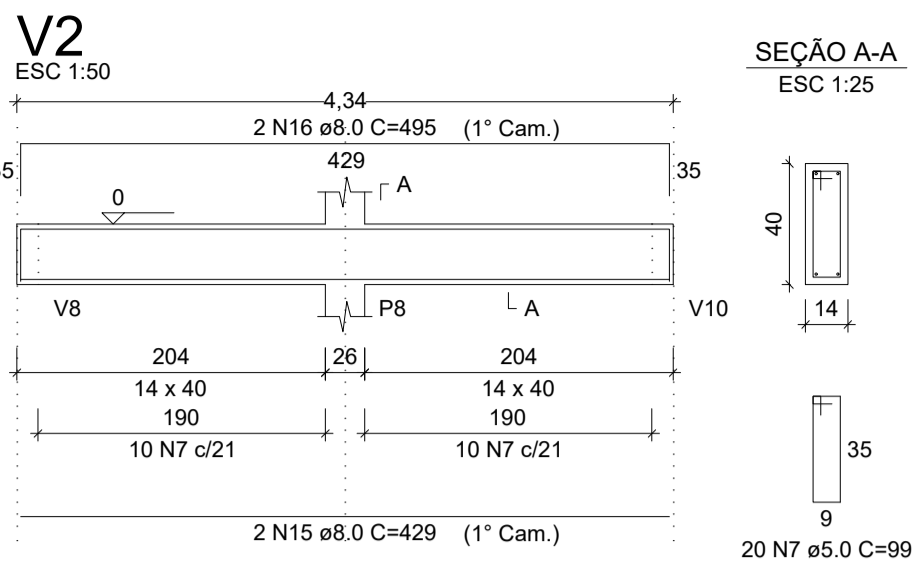 V2
ESC 1:50
SEÇÃO A-A
ESC 1:25
4,34
2 N16 ø8.0 C=495 (1° Cam.)
35
429
35
A
0
40
V8
P8
A
V10
14
204
26
204
14 x 40
14 x 40
190
190
10 N7 c/21
10 N7 c/21
35
9
2 N15 ø8.0 C=429 (1° Cam.)
20 N7 ø5.0 C=99